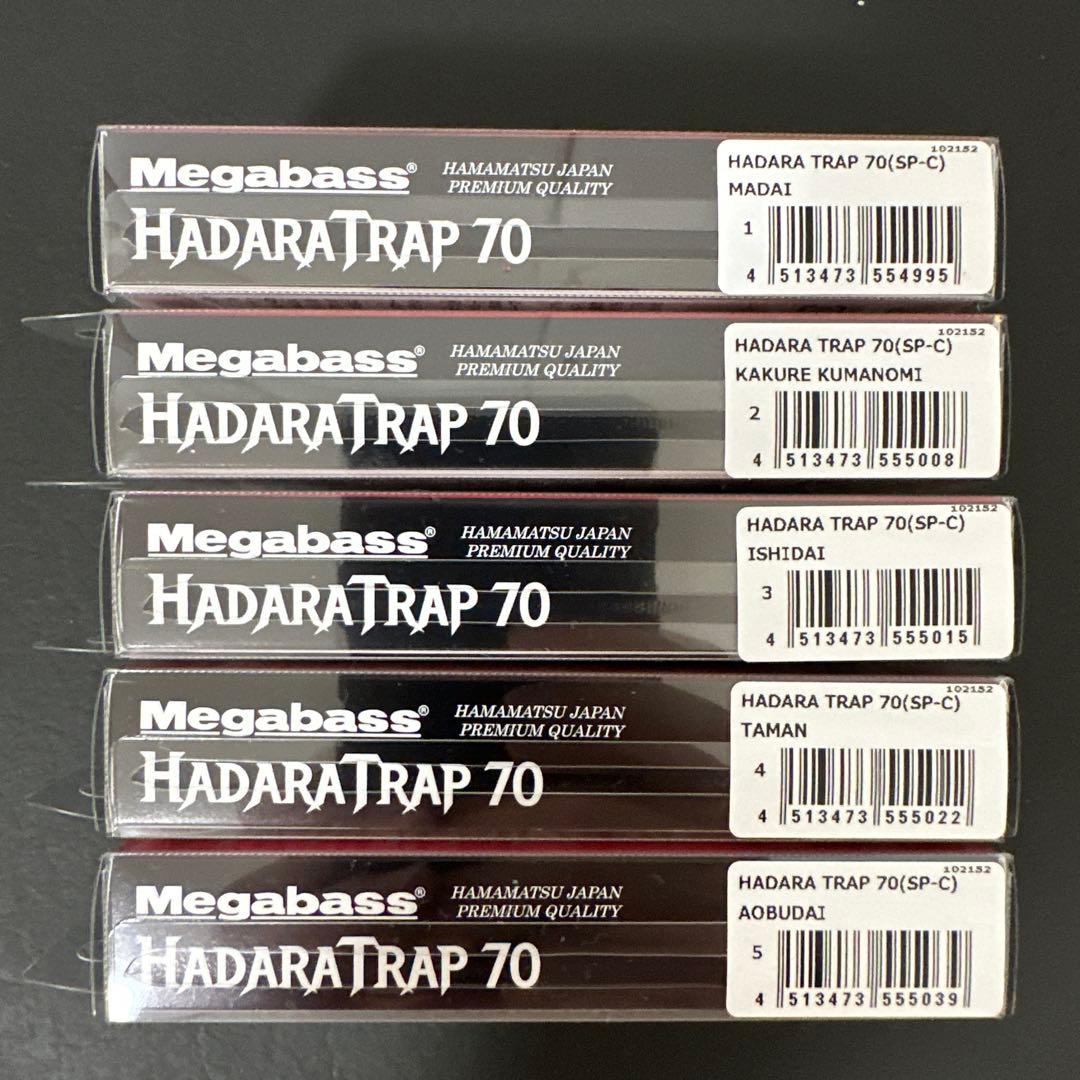 Megabass® HAMAMATSU JAPAN
PREMIUM QUALITY
HADARATRAP 70
102152
HADARA TRAP 70(SP-C)
MADAI
1
4 513473 554995
Megabass® HAMAMATSU JAPAN
PREMIUM QUALITY
HADARATRAP 70
102152
HADARA TRAP 70(SP-C)
KAKURE KUMANOMI
2
4 513473 555008
Megabass® HAMAMATSU JAPAN
PREMIUM QUALITY
HADARATRAP 70
102152
HADARA TRAP 70(SP-C)
ISHIDAI
3
4 513473 555015
Megabass® HAMAMATSU JAPAN
PREMIUM QUALITY
HADARATRAP 70
102152
HADARA TRAP 70(SP-C)
TAMAN
4
4 513473 555022
Megabass® HAMAMATSU JAPAN
PREMIUM QUALITY
HADARATRAP 70
102152
HADARA TRAP 70(SP-C)
AOBUDAI
5
4 513473 555039